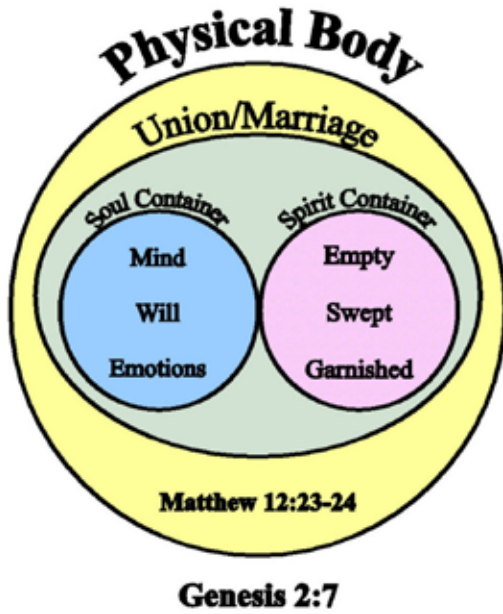 Physical Body
Union/Marriage
Soul Container
Spirit Container
Mind
Will
Emotions
Empty
Swept
Garnished
Matthew 12:23-24
Genesis 2:7